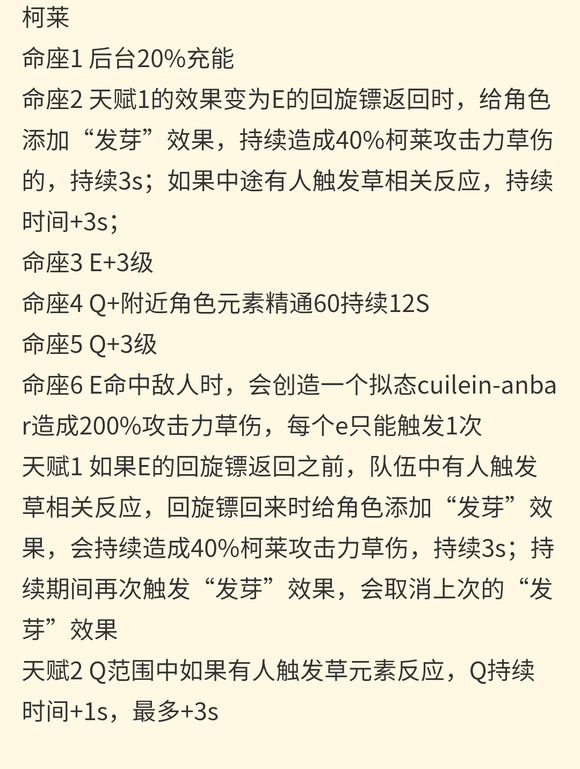 柯莱
命座1 后台20%充能
命座2 天赋1的效果变为E的回旋镖返回时，给角色
添加“发芽”效果，持续造成40%柯莱攻击力草伤
的，持续3s；如果中途有人触发草相关反应，持续
时间+3s；
命座3 E+3级
命座4 Q+附近角色元素精通60持续12S
命座5 Q+3级
命座6 E命中敌人时，会创造一个拟态cuilein-anba
r造成200%攻击力草伤，每个e只能触发1次
天赋1 如果E的回旋镖返回之前，队伍中有人触发
草相关反应，回旋镖回来时给角色添加“发芽”效
果，会持续造成40%柯莱攻击力草伤，持续3s；持
续期间再次触发“发芽”效果，会取消上次的“发
芽”效果
天赋2 Q范围中如果有人触发草元素反应，Q持续
时间+1s，最多+3s